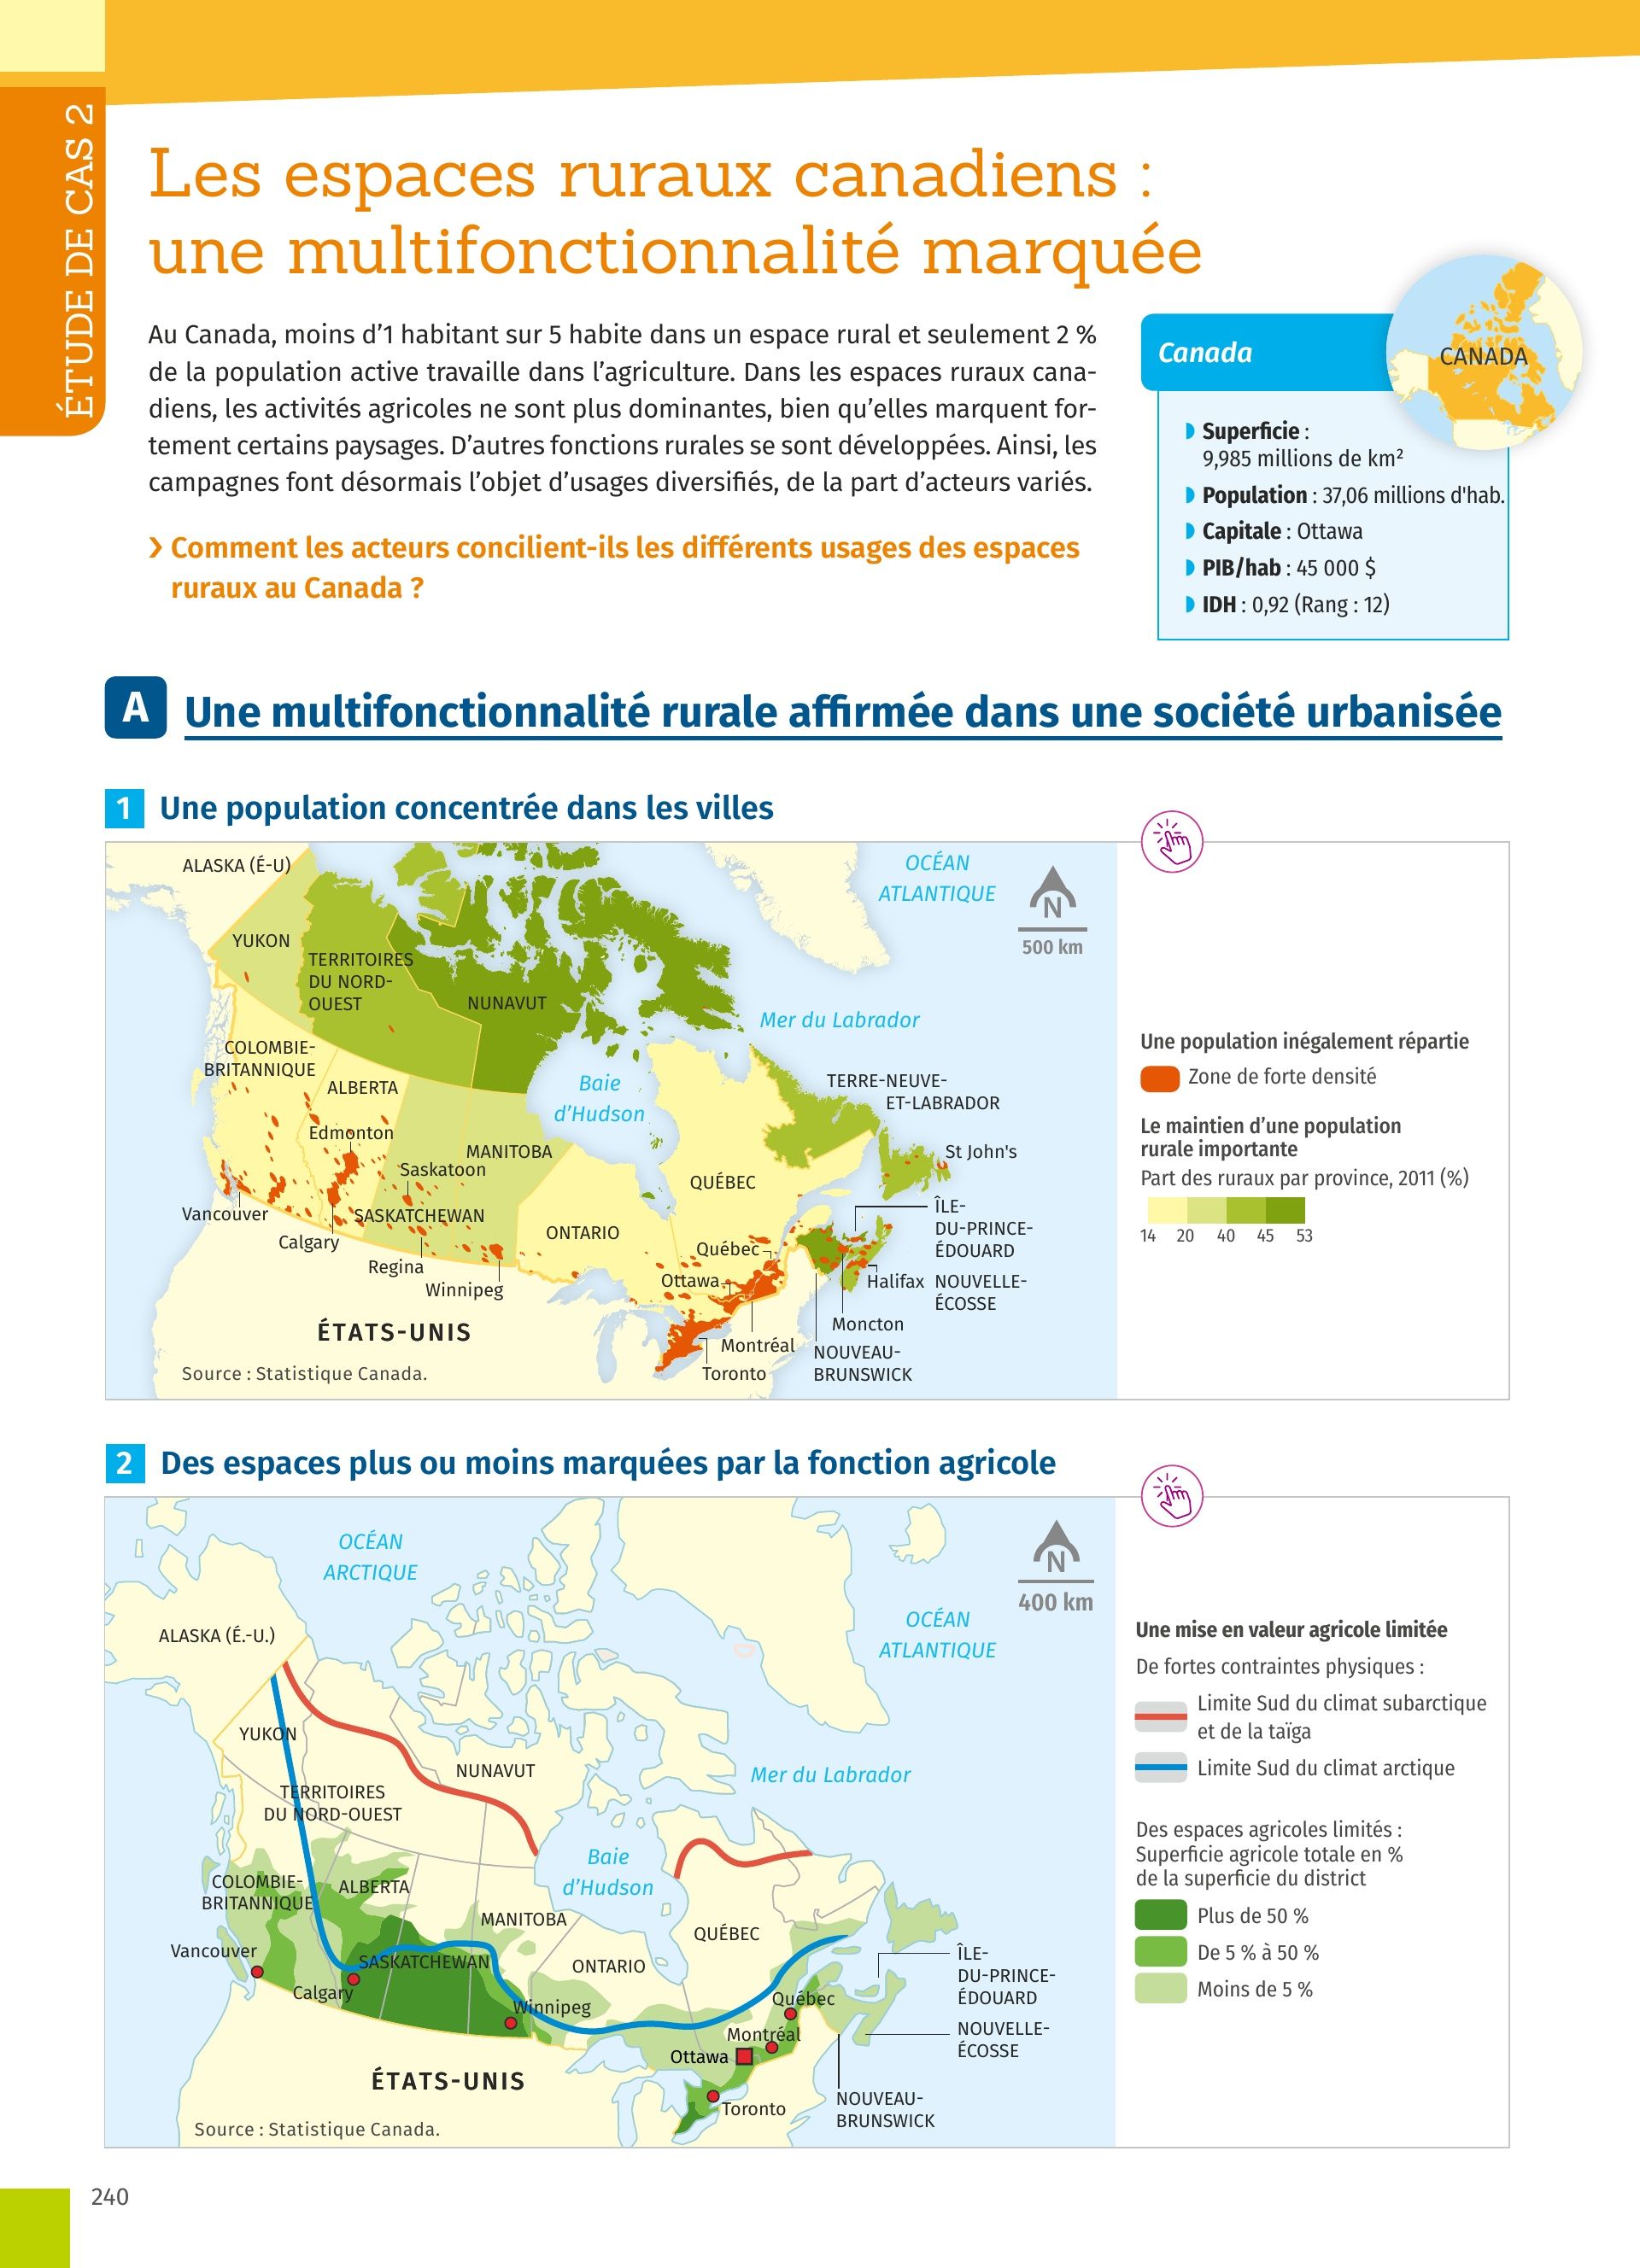 ÉTUDE DE CAS 2
Les espaces ruraux canadiens :
une multifonctionnalité marquée
Au Canada, moins d’1 habitant sur 5 habite dans un espace rural et seulement 2 %
de la population active travaille dans l’agriculture. Dans les espaces ruraux cana-
diens, les activités agricoles ne sont plus dominantes, bien qu’elles marquent for-
tement certains paysages. D’autres fonctions rurales se sont développées. Ainsi, les
campagnes font désormais l’objet d’usages diversifiés, de la part d’acteurs variés.
› Comment les acteurs concilient-ils les différents usages des espaces
ruraux au Canada ?
Canada
CANADA
Superficie :
9,985 millions de km²
Population : 37,06 millions d'hab.
Capitale : Ottawa
PIB/hab : 45 000 $
IDH : 0,92 (Rang : 12)
A Une multifonctionnalité rurale affirmée dans une société urbanisée
1 Une population concentrée dans les villes
ALASKA (É-U)
OCÉAN
ATLANTIQUE
N
500 km
YUKON
TERRITOIRES
DU NORD-
OUEST
NUNAVUT
Mer du Labrador
COLOMBIE-
BRITANNIQUE
ALBERTA
Baie
d’Hudson
TERRE-NEUVE-
ET-LABRADOR
Edmonton
MANITOBA
Saskatoon
St John's
QUÉBEC
Vancouver
SASKATCHEWAN
ÎLE-
DU-PRINCE-
ÉDOUARD
ONTARIO
Calgary
Québec
Regina
Ottawa
Halifax
NOUVELLE-
ÉCOSSE
Winnipeg
Moncton
ÉTATS-UNIS
Montréal
NOUVEAU-
BRUNSWICK
Toronto
Source : Statistique Canada.
Une population inégalement répartie
Zone de forte densité
Le maintien d’une population
rurale importante
Part des ruraux par province, 2011 (%)
14 20 40 45 53
2 Des espaces plus ou moins marquées par la fonction agricole
OCÉAN
ARCTIQUE
N
400 km
OCÉAN
ATLANTIQUE
ALASKA (É.-U.)
YUKON
NUNAVUT
Mer du Labrador
TERRITOIRES
DU NORD-OUEST
Baie
d’Hudson
COLOMBIE-
BRITANNIQUE
ALBERTA
MANITOBA
QUÉBEC
Vancouver
SASKATCHEWAN
ONTARIO
ÎLE-
DU-PRINCE-
ÉDOUARD
Calgary
Winnipeg
Québec
NOUVELLE-
ÉCOSSE
Montréal
Ottawa
ÉTATS-UNIS
Toronto
NOUVEAU-
BRUNSWICK
Source : Statistique Canada.
Une mise en valeur agricole limitée
De fortes contraintes physiques :
Limite Sud du climat subarctique
et de la taïga
Limite Sud du climat arctique
Des espaces agricoles limités :
Superficie agricole totale en %
de la superficie du district
Plus de 50 %
De 5 % à 50 %
Moins de 5 %
240